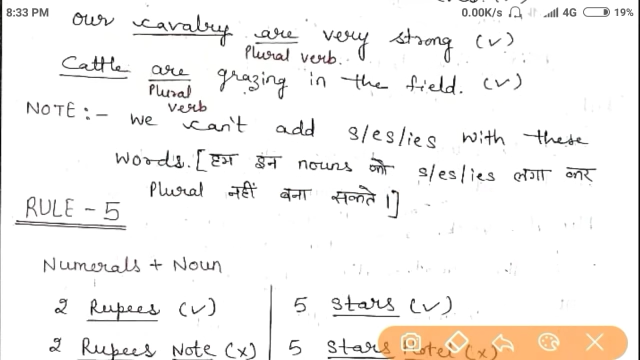 8:33 PM 0.00K/s 4G 19%
our cavalry are very strong (✓)
Plural verb.
Cattle are grazing in the field. (✓)
Plural verb
NOTE:- we can't add s/es/ies with these
words. [हम इन nouns को s/es/ies लगा कर
Plural नहीं बना सकते।]
RULE - 5
Numerals + Noun
2 Rupees (✓) 5 Stars (✓)
2 Rupees Note (x) 5 Stars (x)